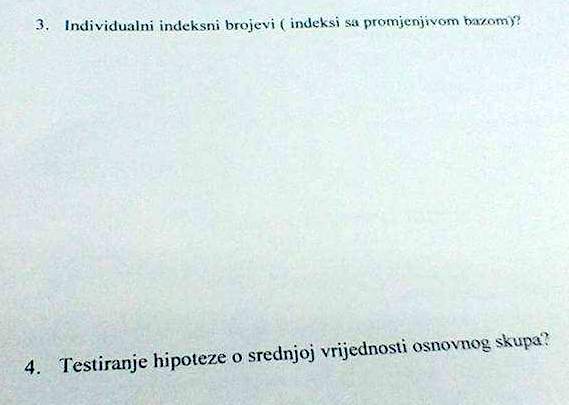 3. Individualni indeksni brojevi ( indeksi sa promjenjivom bazom)?
4. Testiranje hipoteze o srednjoj vrijednosti osnovnog skupa?